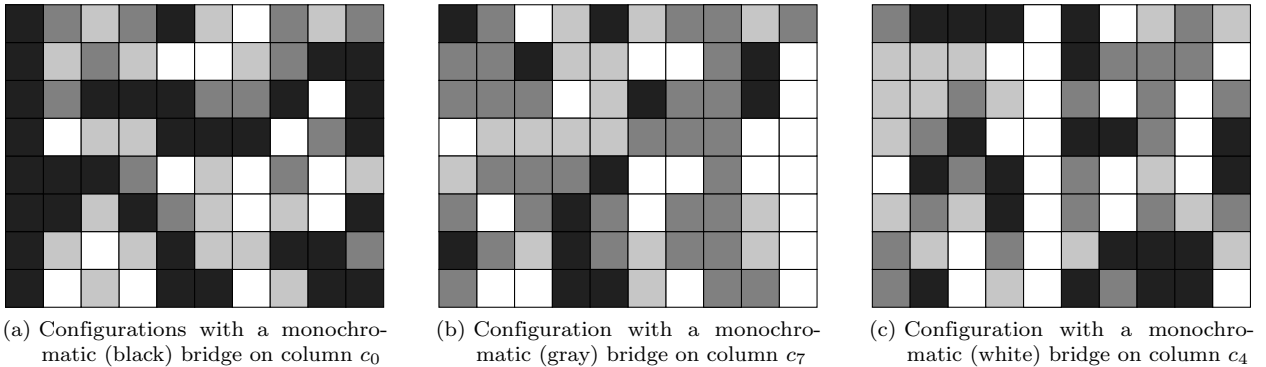 (a) Configurations with a monochro-
matic (black) bridge on column c0
(b) Configuration with a monochro-
matic (gray) bridge on column c7
(c) Configuration with a monochro-
matic (white) bridge on column c4